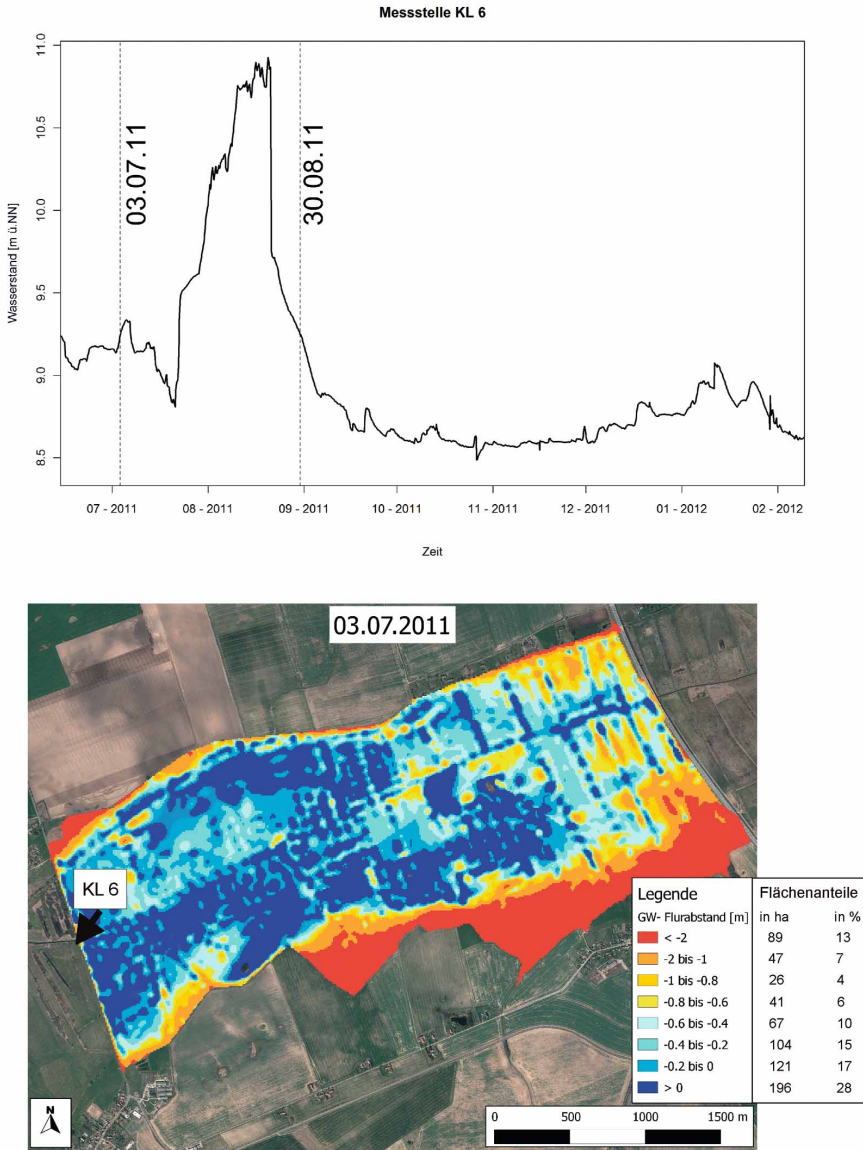 Messstelle KL 6
Wasserstand [m ü.NN]
11.0
10.5
10.0
9.5
9.0
8.5
03.07.11
30.08.11
07 - 2011
08 - 2011
09 - 2011
10 - 2011
11 - 2011
12 - 2011
01 - 2012
02 - 2012
Zeit
03.07.2011
KL 6
Legende Flächenanteile
GW- Flurabstand [m] in ha in %
< -2 89 13
-2 bis -1 47 7
-1 bis -0.8 26 4
-0.8 bis -0.6 41 6
-0.6 bis -0.4 67 10
-0.4 bis -0.2 104 15
-0.2 bis 0 121 17
> 0 196 28
N
0 500 1000 1500 m